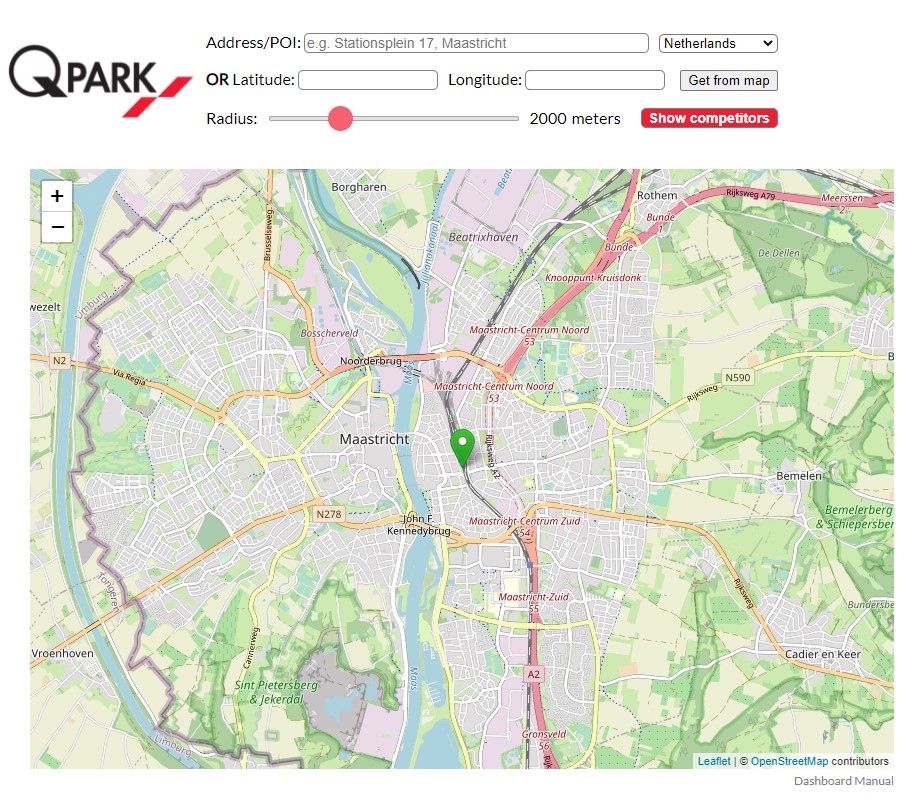 Address/POI: e.g. Stationsplein 17, Maastricht Netherlands
QPARK
OR Latitude: Longitude: Get from map
Radius: 2000 meters Show competitors
+
−
Borgharen
Rothem
Rijksweg A79
Meerssen
2
Bunde
1
Beatrixhaven
Bunde
1
De Dellen
Brusselseweg
Julianakanaal
Knooppunt Kruisdonk
wezelt
Limburg
Bosscherveld
Maastricht-Centrum Noord
53
N2
Noorderbrug
Maas
Via Regia
Maastricht-Centrum Noord
53
N590
Rijksweg
Maastricht
Rijksweg A2
Bemelen
N278
John F.
Kennedybrug
Maastricht-Centrum Zuid
54
Bemelerberg
& Schiepersber
Tongeren
Maastricht-Zuid
55
Rijksweg
Bundersbe
Cannerweg
Vroenhoven
Cadier en Keer
Sint Pietersberg
& Jekerdal
Maas
A2
Gronsveld
56
Limburg
Leaflet | © OpenStreetMap contributors
Dashboard Manual